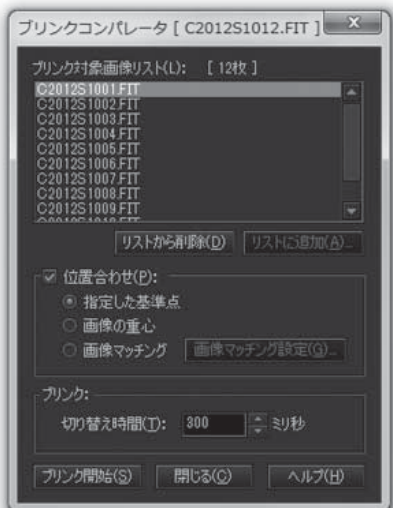 ブリンクコンパレータ [ C2012S1012.FIT ]
ブリンク対象画像リスト(L): [ 12枚 ]
C2012S1001.FIT
C2012S1002.FIT
C2012S1003.FIT
C2012S1004.FIT
C2012S1005.FIT
C2012S1006.FIT
C2012S1007.FIT
C2012S1008.FIT
C2012S1009.FIT
リストから削除(D) リストに追加(A)...
位置合わせ(P):
指定した基準点
画像の重心
画像マッチング 画像マッチング設定(G)...
ブリンク:
切り替え時間(T): 300 ミリ秒
ブリンク開始(S) 閉じる(C) ヘルプ(H)